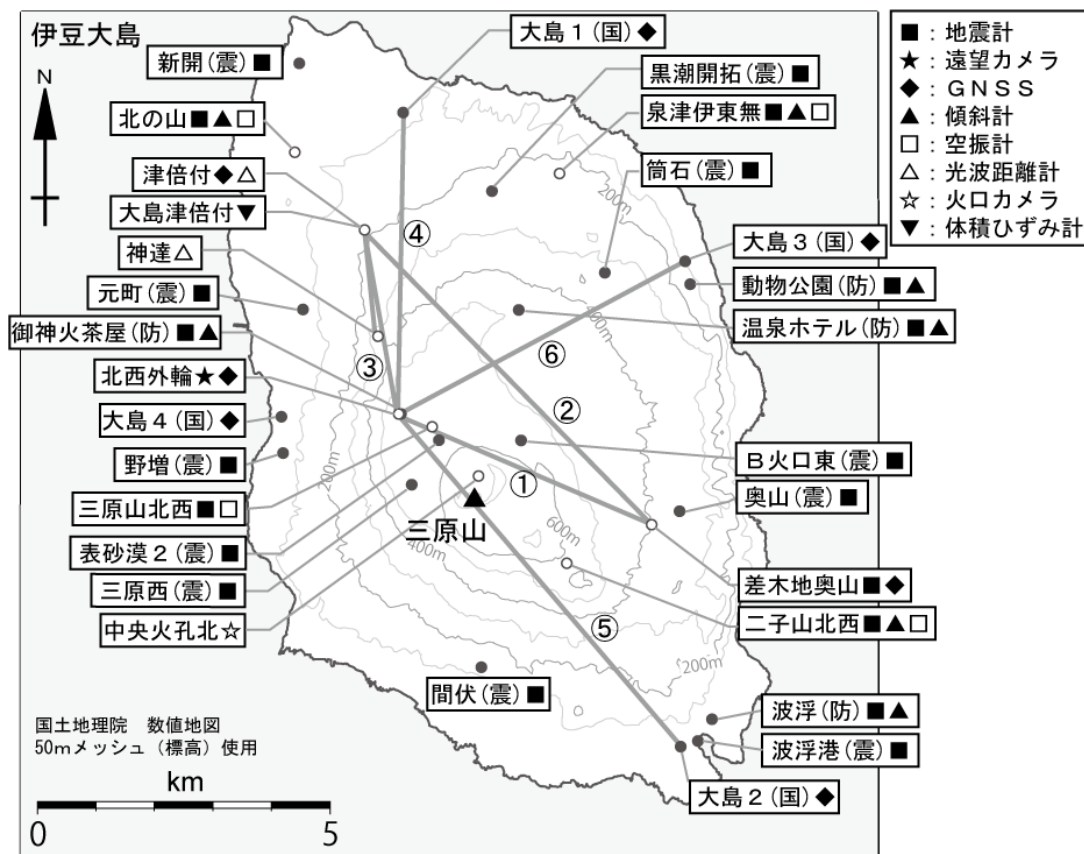 伊豆大島
N
新開(震)■
北の山■▲□
津倍付◆△
大島津倍付▼
神達△
元町(震)■
御神火茶屋(防)■▲
北西外輪★◆
大島4(国)◆
野増(震)■
三原山北西■□
表砂漠2(震)■
三原西(震)■
中央火孔北☆
大島1(国)◆
黒潮開拓(震)■
泉津伊東無■▲□
筒石(震)■
大島3(国)◆
動物公園(防)■▲
温泉ホテル(防)■▲
B火口東(震)■
奥山(震)■
差木地奥山■◆
二子山北西■▲□
波浮(防)■▲
波浮港(震)■
大島2(国)◆
間伏(震)■
三原山
①
②
③
④
⑤
⑥
200m
400m
200m
600m
400m
200m
国土地理院 数値地図
50mメッシュ(標高)使用
km
0 5
■:地震計
★:遠望カメラ
◆:GNSS
▲:傾斜計
□:空振計
△:光波距離計
☆:火口カメラ
▼:体積ひずみ計